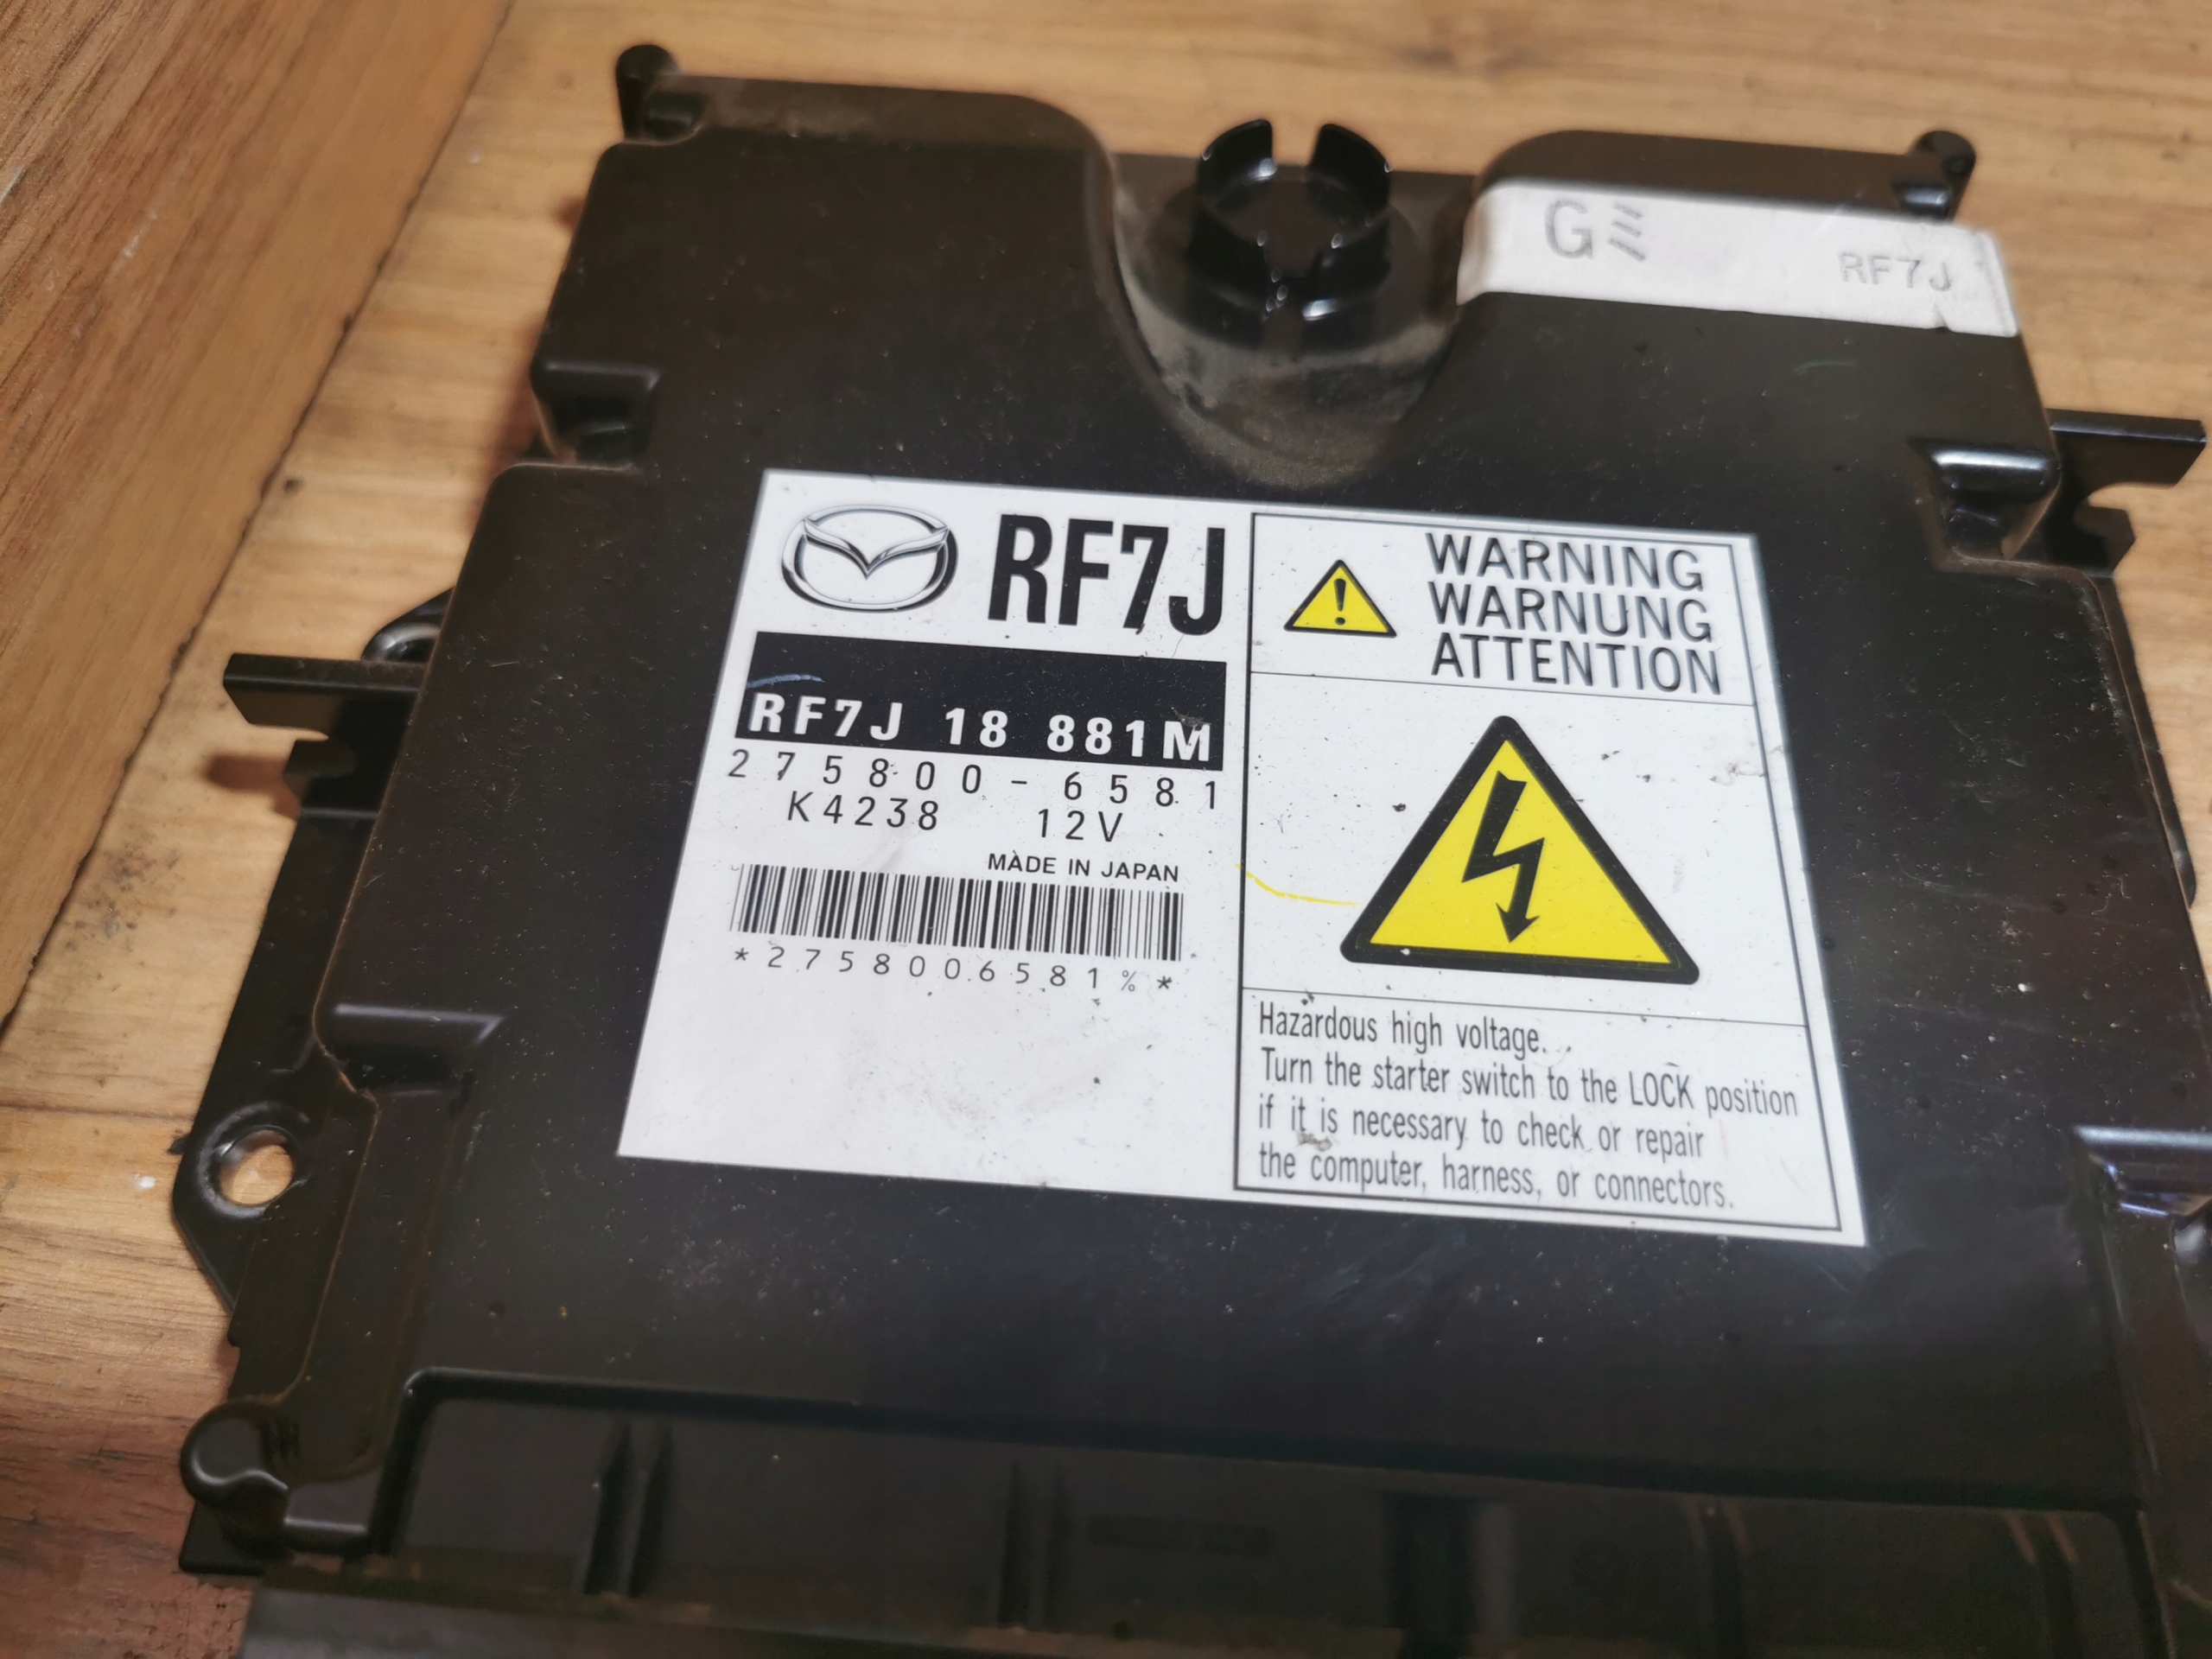 G
RF7J
RF7J
RF7J 18 881M
275800-6581
K4238 12V
MADE IN JAPAN
*2758006581%*
WARNING
WARNUNG
ATTENTION
Hazardous high voltage.
Turn the starter switch to the LOCK position
if it is necessary to check or repair
the computer, harness, or connectors.